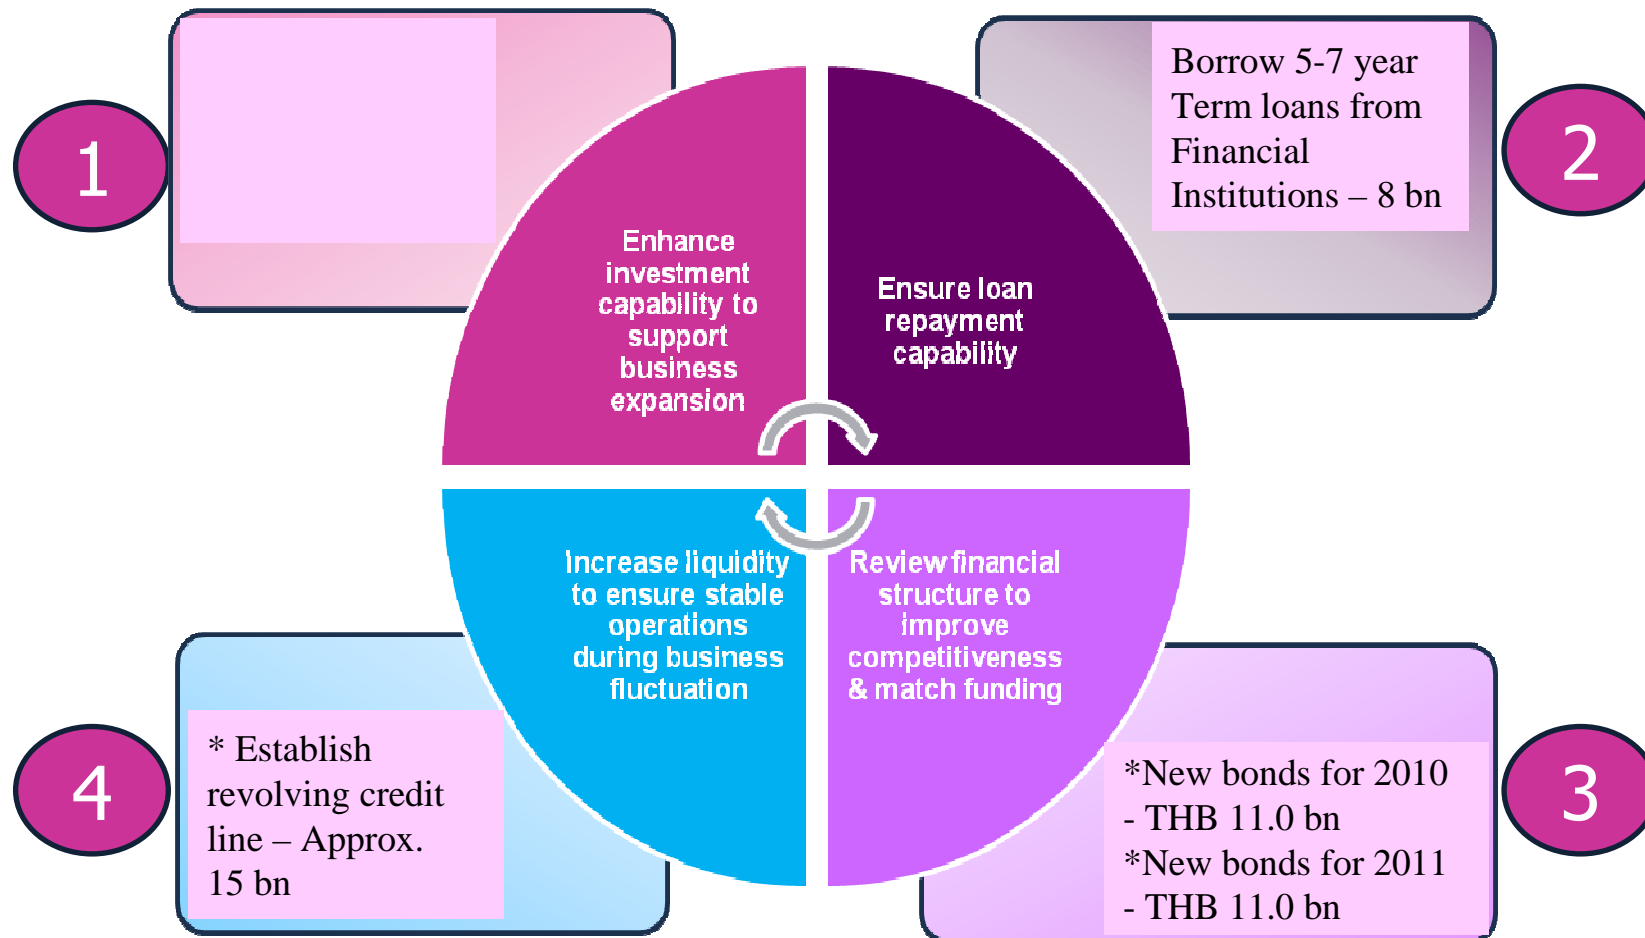 1
Enhance
investment
capability to
support
business
expansion
2
Borrow 5-7 year
Term loans from
Financial
Institutions – 8 bn
Ensure loan
repayment
capability
3
Review financial
structure to
improve
competitiveness
& match funding
*New bonds for 2010
- THB 11.0 bn
*New bonds for 2011
- THB 11.0 bn
4
Increase liquidity
to ensure stable
operations
during business
fluctuation
* Establish
revolving credit
line – Approx.
15 bn